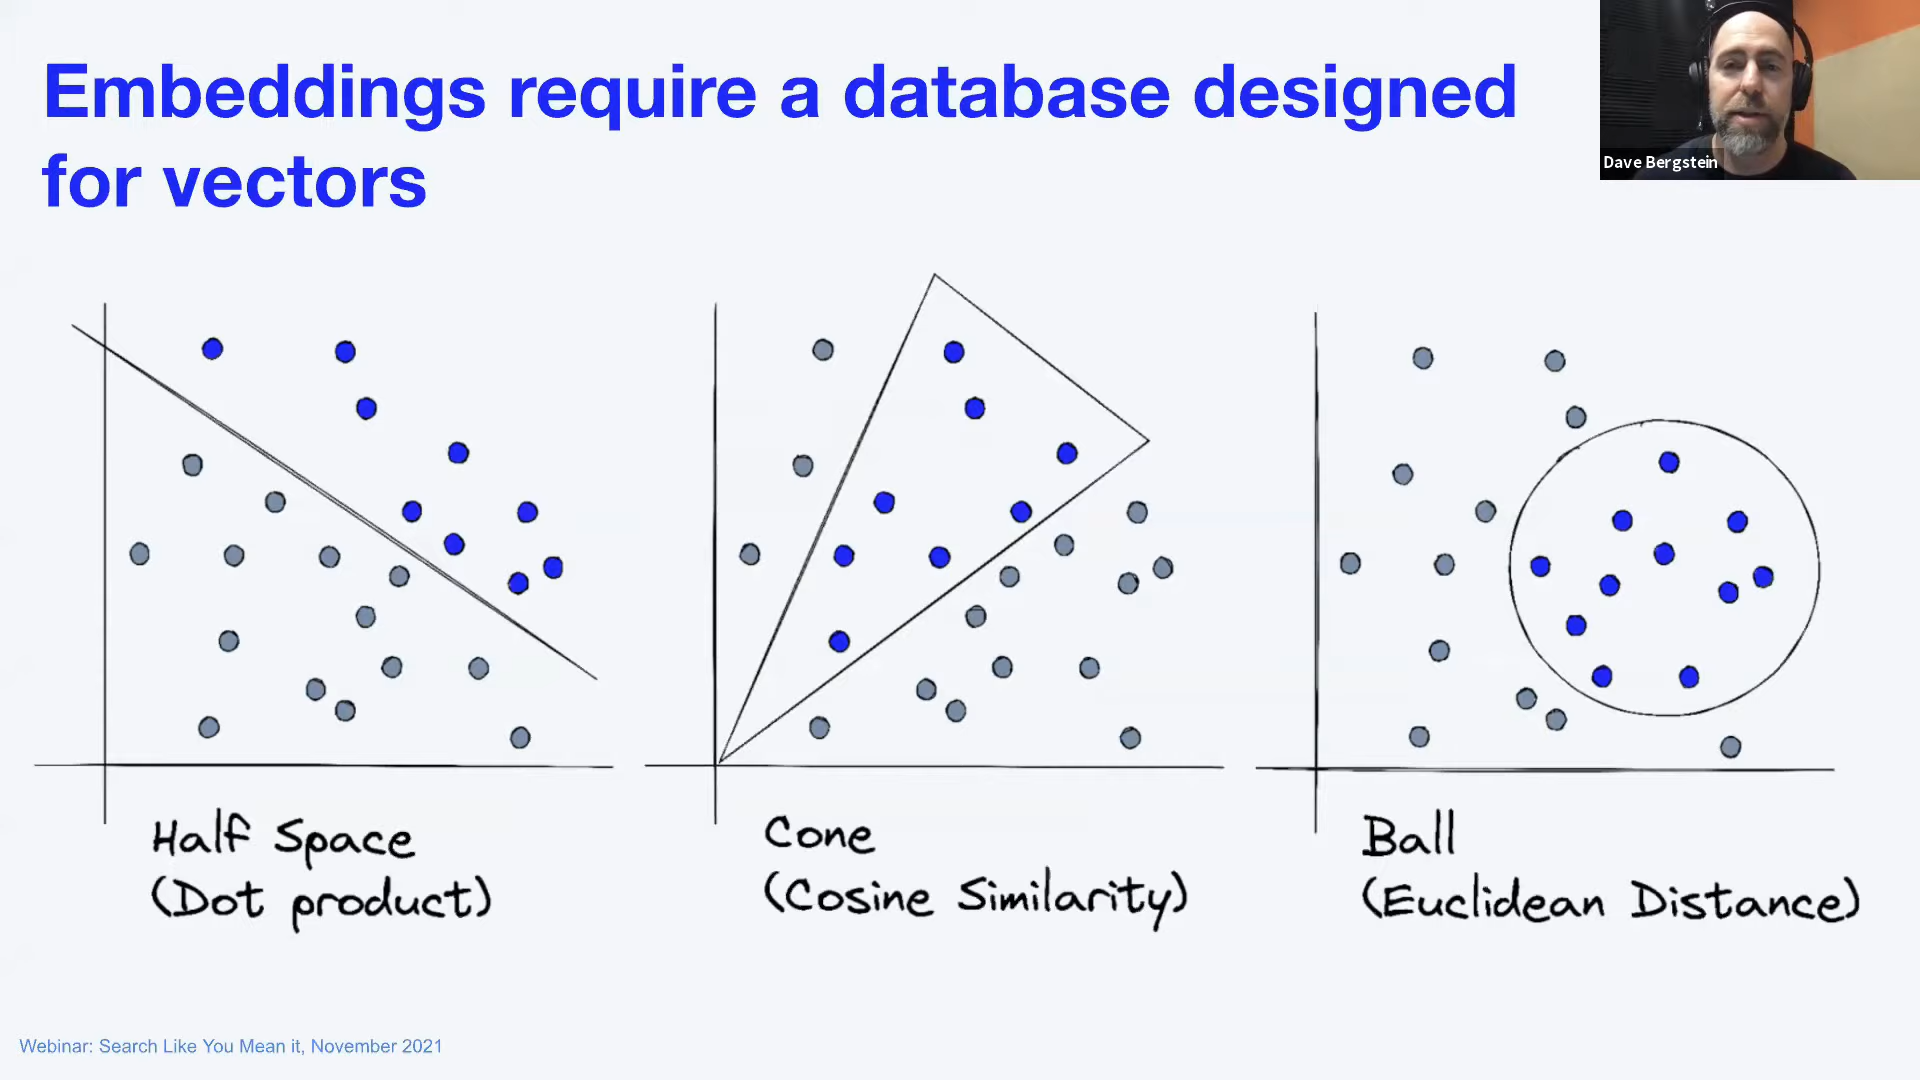 Embeddings require a database designed
for vectors
Dave Bergstein
Half Space
(Dot product)
Cone
(Cosine Similarity)
Ball
(Euclidean Distance)
Webinar: Search Like You Mean it, November 2021